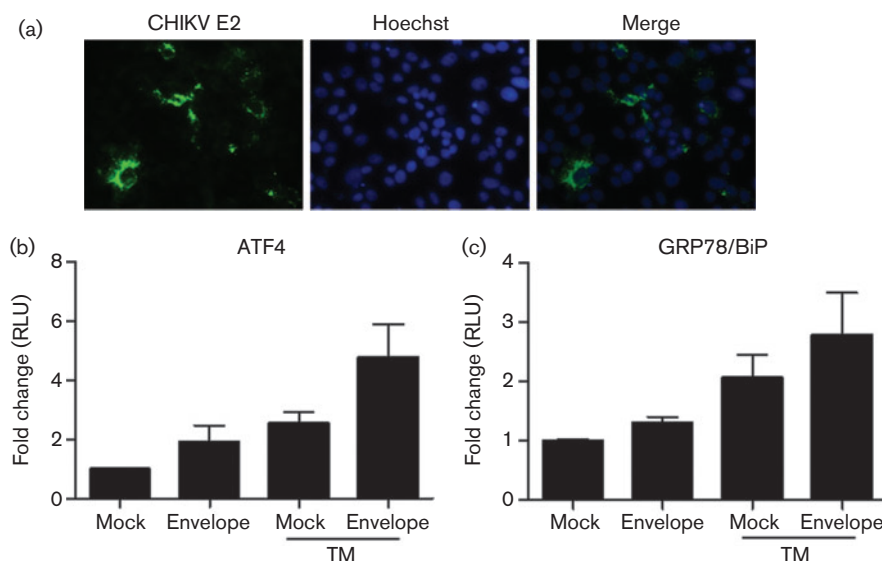 (a)
CHIKV E2 Hoechst Merge
(b) ATF4
Fold change (RLU)
8
6
4
2
0
Mock Envelope Mock Envelope
TM
(c) GRP78/BiP
Fold change (RLU)
4
3
2
1
0
Mock Envelope Mock Envelope
TM